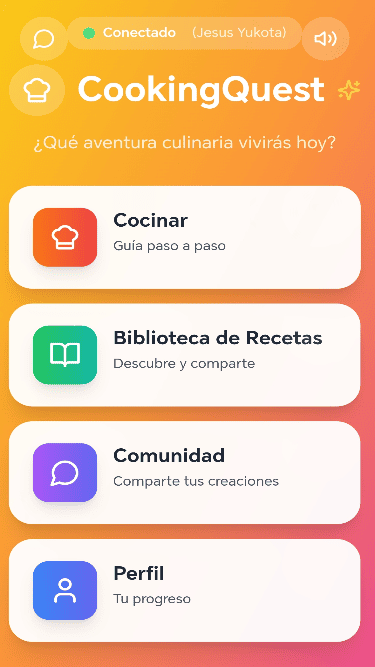 Conectado (Jesus Yukota)
CookingQuest
¿Qué aventura culinaria vivirás hoy?
Cocinar
Guía paso a paso
Biblioteca de Recetas
Descubre y comparte
Comunidad
Comparte tus creaciones
Perfil
Tu progreso